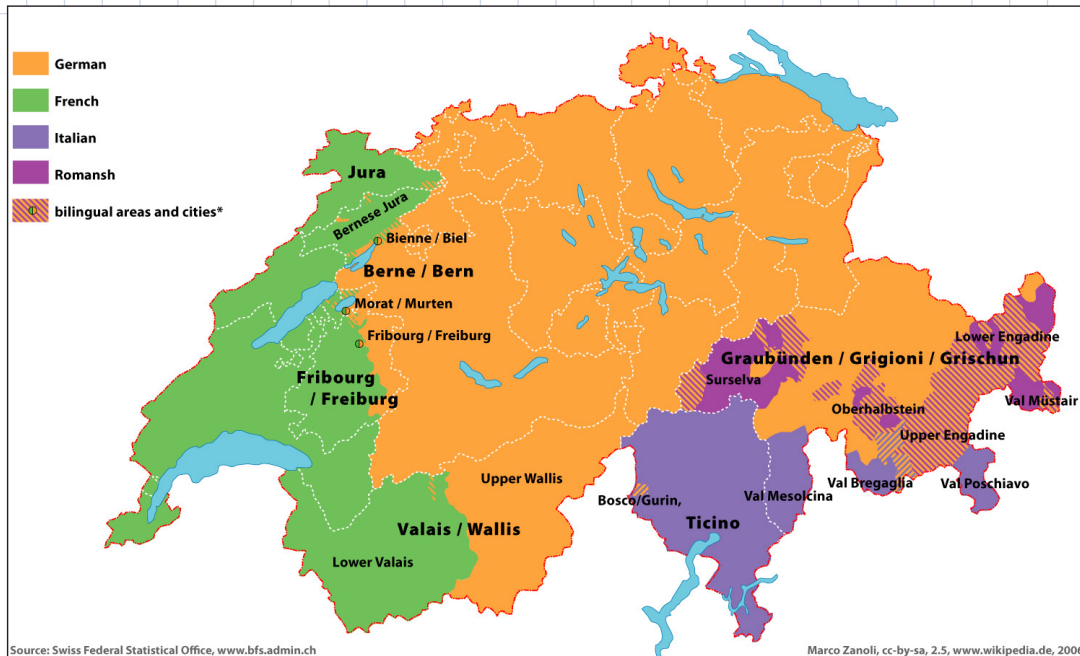 German
French
Italian
Romansh
bilingual areas and cities*
Jura
Bernese Jura
Bienne / Biel
Berne / Bern
Morat / Murten
Fribourg / Freiburg
Fribourg
/ Freiburg
Lower Engadine
Graubünden / Grigioni / Grischun
Surselva
Val Müstair
Oberhalbstein
Upper Engadine
Upper Wallis
Val Bregaglia
Val Poschiavo
Bosco/Gurin,
Val Mesolcina
Ticino
Valais / Wallis
Lower Valais
Source: Swiss Federal Statistical Office, www.bfs.admin.ch
Marco Zanoli, cc-by-sa, 2.5, www.wikipedia.de, 2006